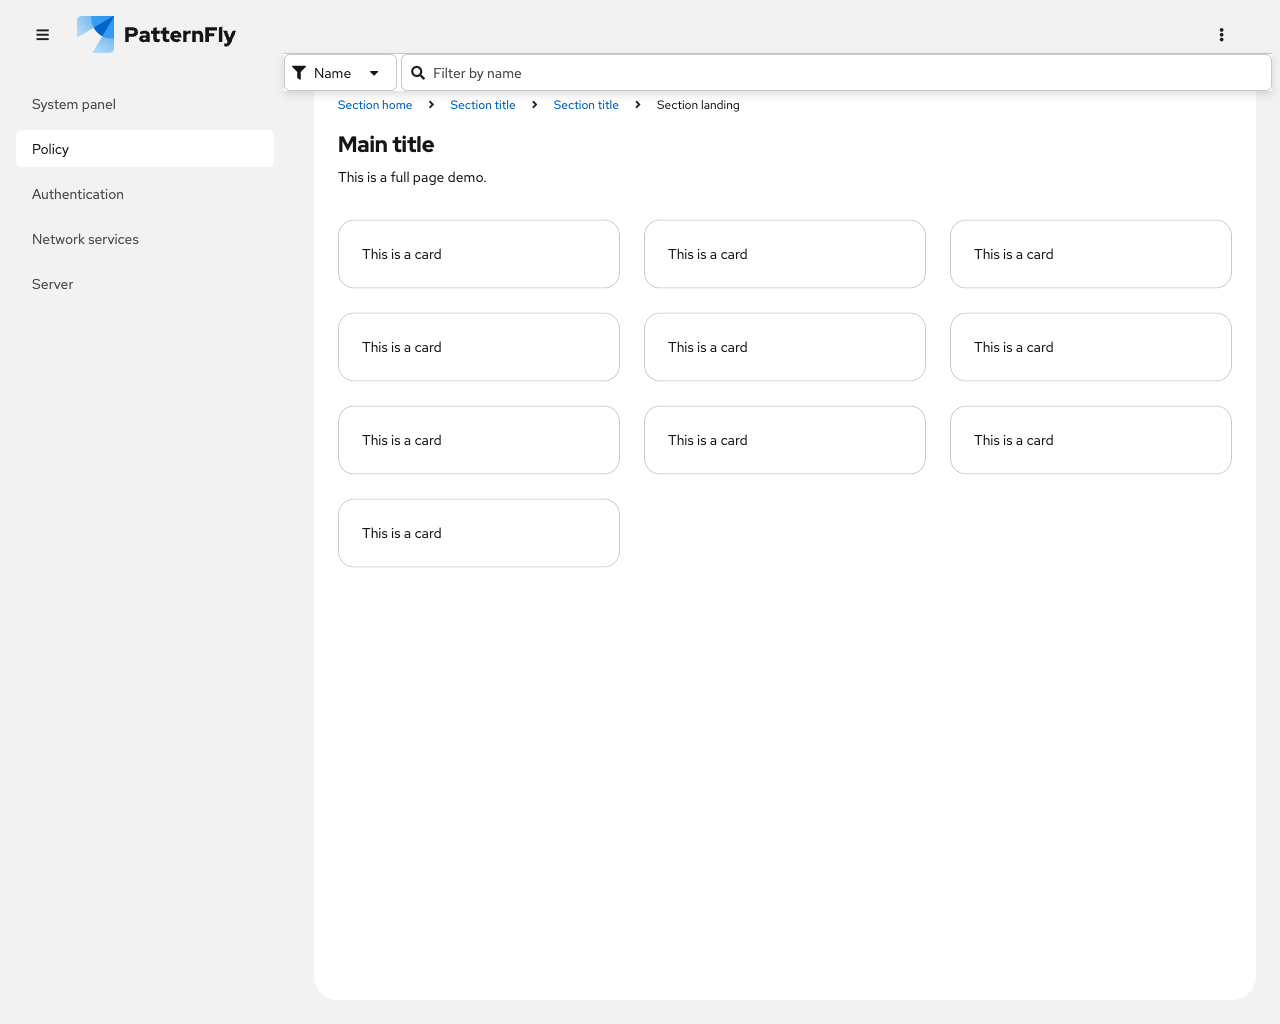 PatternFly
Name
Filter by name
System panel
Policy
Authentication
Network services
Server
Section home
Section title
Section title
Section landing
Main title
This is a full page demo.
This is a card
This is a card
This is a card
This is a card
This is a card
This is a card
This is a card
This is a card
This is a card
This is a card